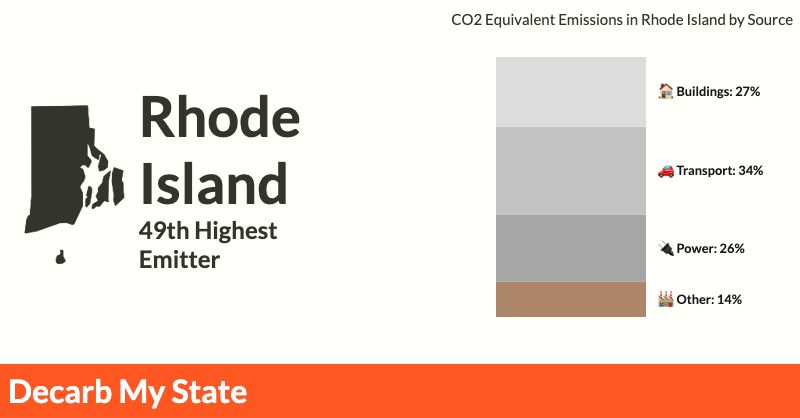 CO2 Equivalent Emissions in Rhode Island by Source
Rhode
Island
49th Highest
Emitter
Buildings: 27%
Transport: 34%
Power: 26%
Other: 14%
Decarb My State